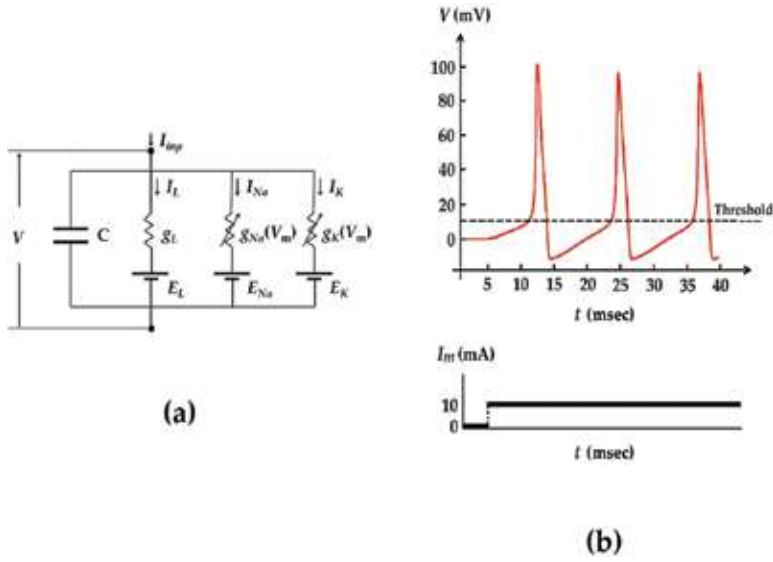 I_inp
I_L
I_Na
I_K
V
C
g_L
g_Na(V_m)
g_K(V_m)
E_L
E_Na
E_K
(a)
V (mV)
100
80
60
40
20
0
Threshold
5
10
15
20
25
30
35
40
t (msec)
(mA)
10
0
t (msec)
(b)